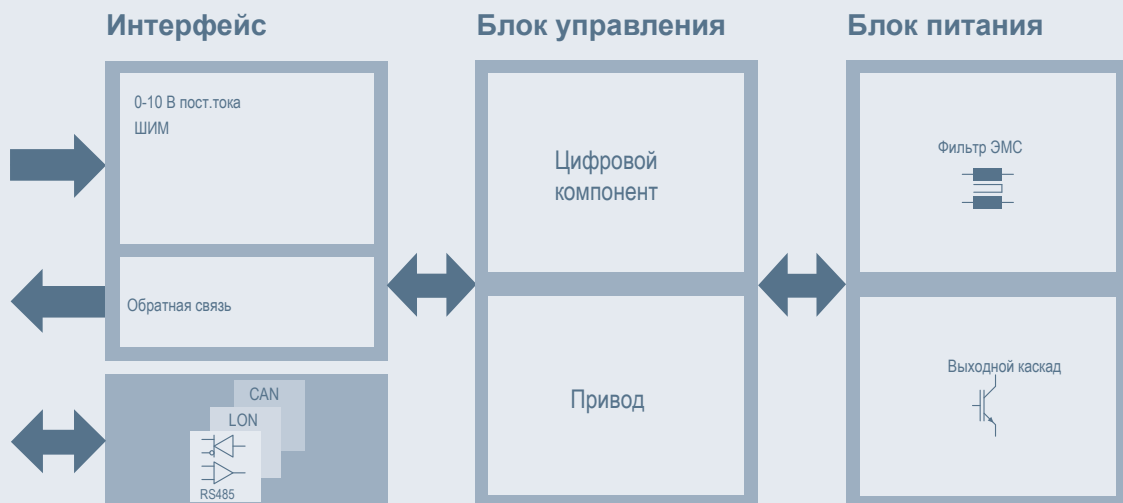 Интерфейс
Блок управления
Блок питания
0-10 В пост.тока
ШИМ
Обратная связь
CAN
LON
RS485
Цифровой
компонент
Привод
Фильтр ЭМС
Выходной каскад